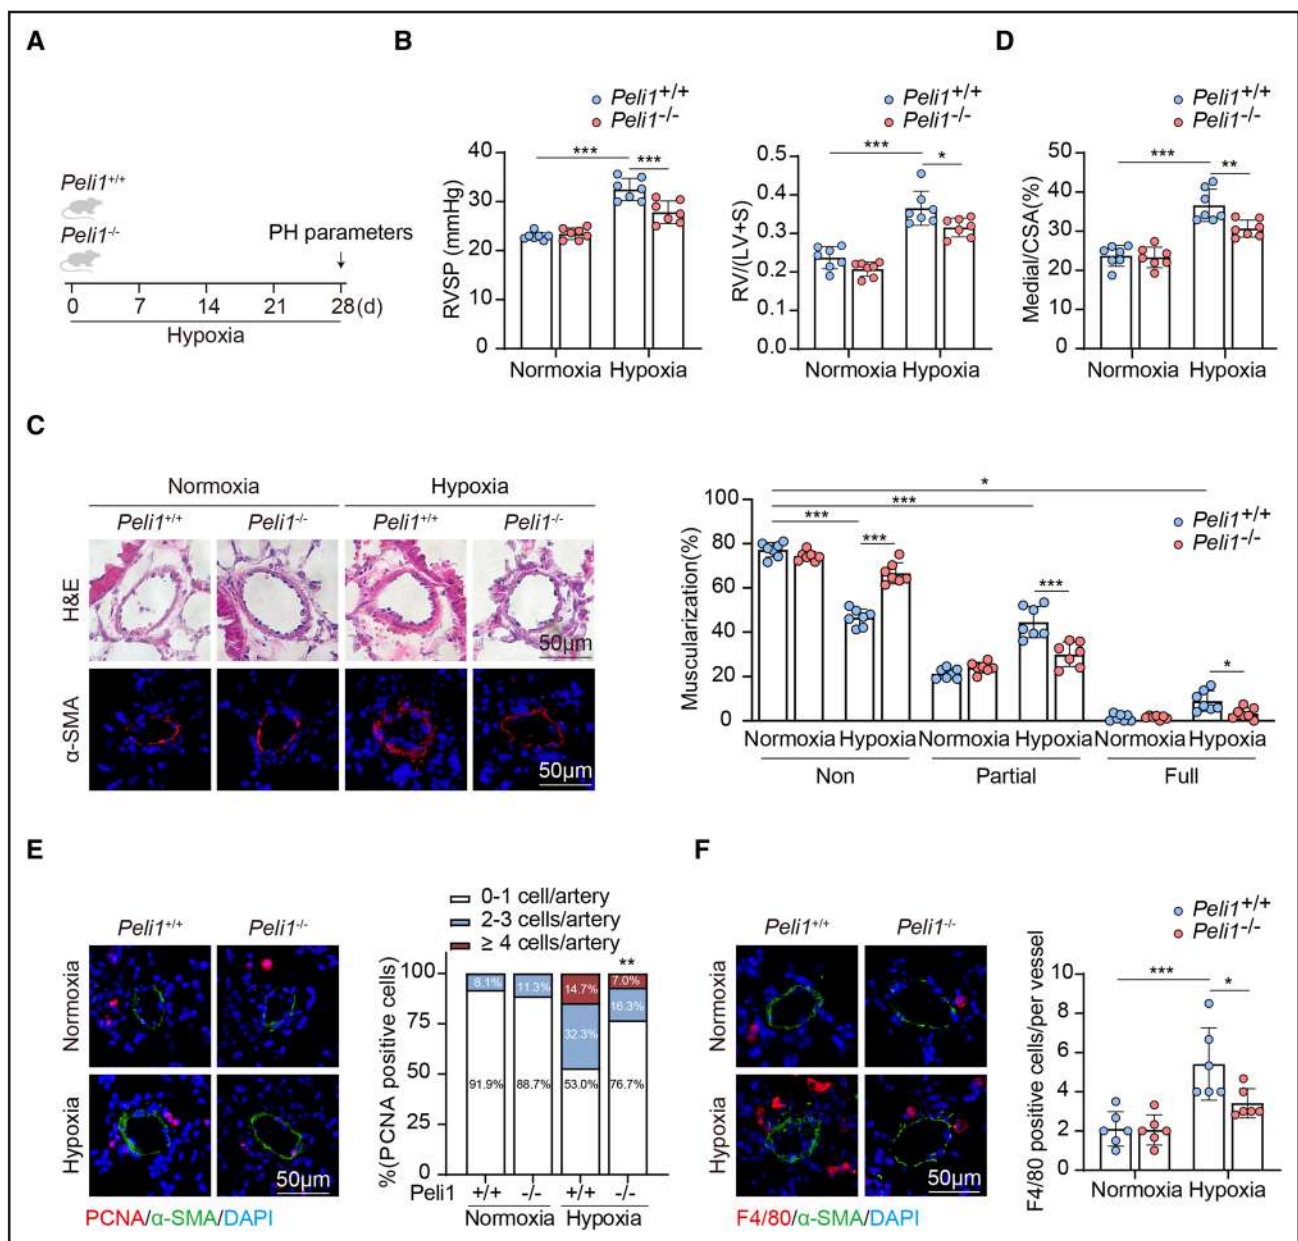 A
Peli1+/+
Peli1-/-
PH parameters
0 7 14 21 28 (d)
Hypoxia
B
Peli1+/+
Peli1-/-
RVSP (mmHg)
40
30
20
10
0
***
***
Normoxia Hypoxia
Peli1+/+
Peli1-/-
RV/(LV+S)
0.5
0.4
0.3
0.2
0.1
0.0
***
*
Normoxia Hypoxia
D
Peli1+/+
Peli1-/-
Medial/CSA(%)
50
40
30
20
10
0
***
**
Normoxia Hypoxia
C
Normoxia Hypoxia
Peli1+/+ Peli1-/- Peli1+/+ Peli1-/-
H&E
50μm
α-SMA
50μm
Peli1+/+
Peli1-/-
Muscularization(%)
100
80
60
40
20
0
*
***
***
***
***
*
Normoxia Hypoxia Normoxia Hypoxia Normoxia Hypoxia
Non Partial Full
E
Peli1+/+ Peli1-/-
Normoxia
Hypoxia
50μm
PCNA/α-SMA/DAPI
0-1 cell/artery
2-3 cells/artery
≥ 4 cells/artery
%(PCNA positive cells)
100
75
50
25
0
**
8.1% 11.3% 14.7% 7.0%
32.3% 16.3%
91.9% 88.7% 53.0% 76.7%
Peli1 +/+ -/- +/+ -/-
Normoxia Hypoxia
F
Peli1+/+ Peli1-/-
Normoxia
Hypoxia
50μm
F4/80/α-SMA/DAPI
Peli1+/+
Peli1-/-
F4/80 positive cells/per vessel
10
8
6
4
2
0
***
*
Normoxia Hypoxia